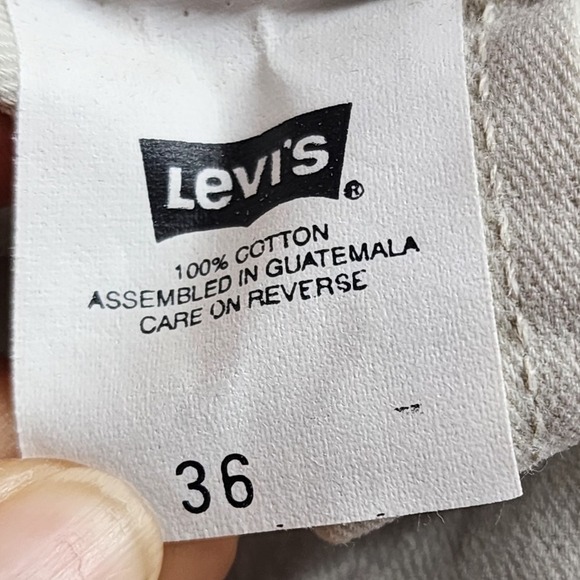 Levi's ®
100% COTTON
ASSEMBLED IN GUATEMALA
CARE ON REVERSE
36